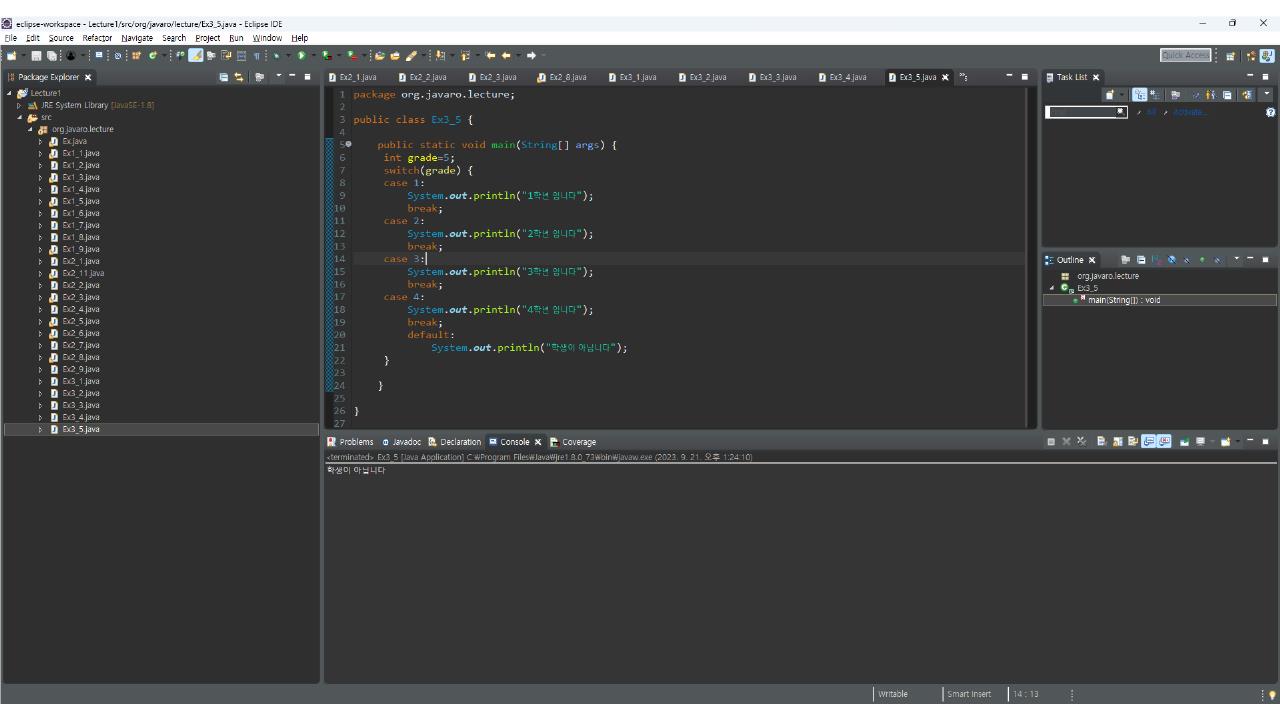 eclipse-workspace - Lecture1/src/org/javaro/lecture/Ex3_5.java - Eclipse IDE
File Edit Source Refactor Navigate Search Project Run Window Help
Quick Access
Package Explorer
Lecture1
JRE System Library [JavaSE-1.8]
src
org.javaro.lecture
Ex.java
Ex1_1.java
Ex1_2.java
Ex1_3.java
Ex1_4.java
Ex1_5.java
Ex1_6.java
Ex1_7.java
Ex1_8.java
Ex1_9.java
Ex2_1.java
Ex2_11.java
Ex2_2.java
Ex2_3.java
Ex2_4.java
Ex2_5.java
Ex2_6.java
Ex2_7.java
Ex2_8.java
Ex2_9.java
Ex3_1.java
Ex3_2.java
Ex3_3.java
Ex3_4.java
Ex3_5.java
Ex2_1.java Ex2_2.java Ex2_3.java Ex2_8.java Ex3_1.java Ex3_2.java Ex3_3.java Ex3_4.java Ex3_5.java
1 package org.javaro.lecture;
2
3 public class Ex3_5 {
4
5 public static void main(String[] args) {
6 int grade=5;
7 switch(grade) {
8 case 1:
9 System.out.println("1학년 입니다");
10 break;
11 case 2:
12 System.out.println("2학년 입니다");
13 break;
14 case 3:
15 System.out.println("3학년 입니다");
16 break;
17 case 4:
18 System.out.println("4학년 입니다");
19 break;
20 default:
21 System.out.println("학생이 아닙니다");
22 }
23
24 }
25
26 }
27
Task List
All Activate...
Outline
org.javaro.lecture
Ex3_5
main(String[]) : void
Problems Javadoc Declaration Console Coverage
<terminated> Ex3_5 [Java Application] C:₩Program Files₩Java₩jre1.8.0_73₩bin₩javaw.exe (2023. 9. 21. 오후 1:24:10)
학생이 아닙니다
Writable Smart Insert 14 : 13